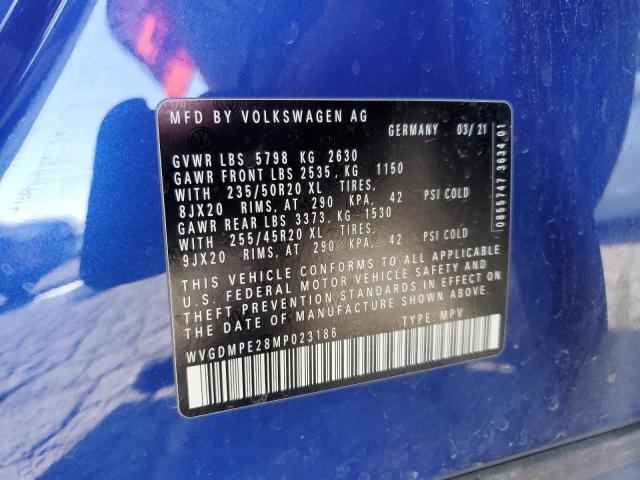 MFD BY VOLKSWAGEN AG
GERMANY 03/21
GVWR LBS 5798 KG 2630
GAWR FRONT LBS 2535, KG 1150
WITH 235/50R20 XL TIRES,
8JX20 RIMS, AT 290 KPA, 42 PSI COLD
GAWR REAR LBS 3373, KG 1530
WITH 255/45R20 XL TIRES,
9JX20 RIMS, AT 290 KPA, 42 PSI COLD
THIS VEHICLE CONFORMS TO ALL APPLICABLE
U.S. FEDERAL MOTOR VEHICLE SAFETY AND
THEFT PREVENTION STANDARDS IN EFFECT ON
THE DATE OF MANUFACTURE SHOWN ABOVE.
WVGDMPE28MP023186 TYPE: MPV
0855747 3634 01